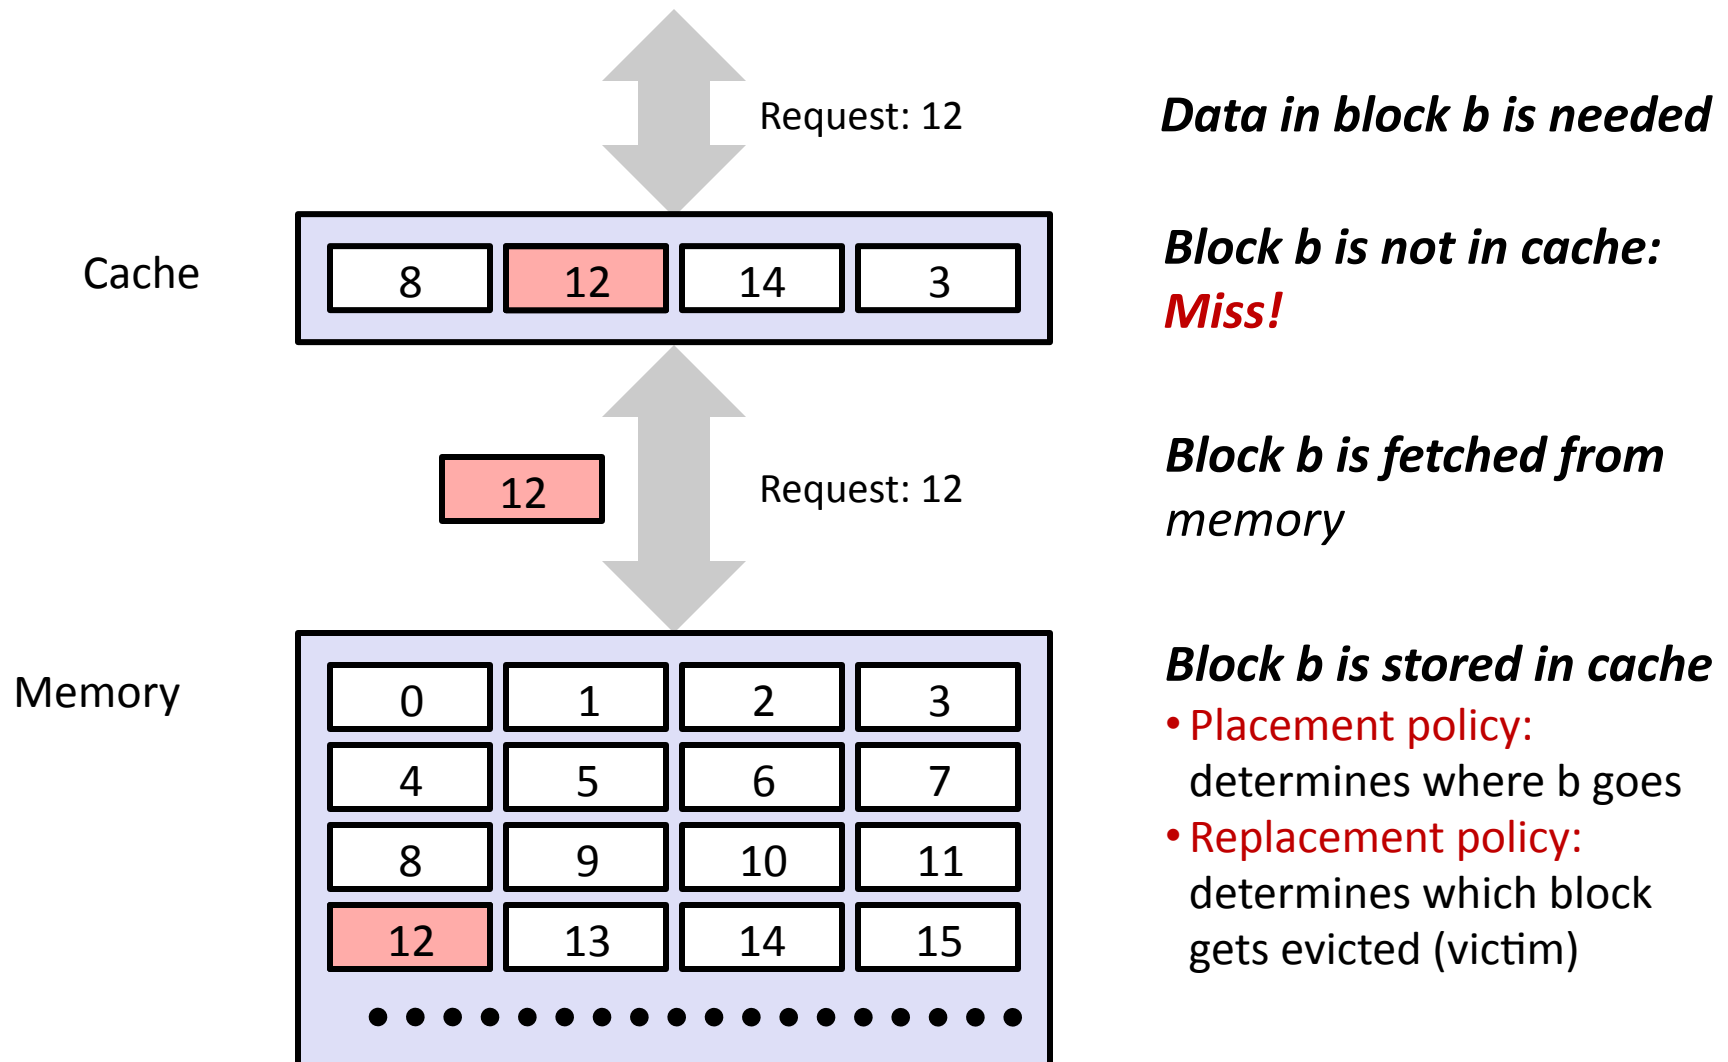 Request: 12
Data in block b is needed
Cache
8 12 14 3
Block b is not in cache:
Miss!
12
Request: 12
Block b is fetched from
memory
Memory
0 1 2 3
4 5 6 7
8 9 10 11
12 13 14 15
Block b is stored in cache
• Placement policy:
determines where b goes
• Replacement policy:
determines which block
gets evicted (victim)